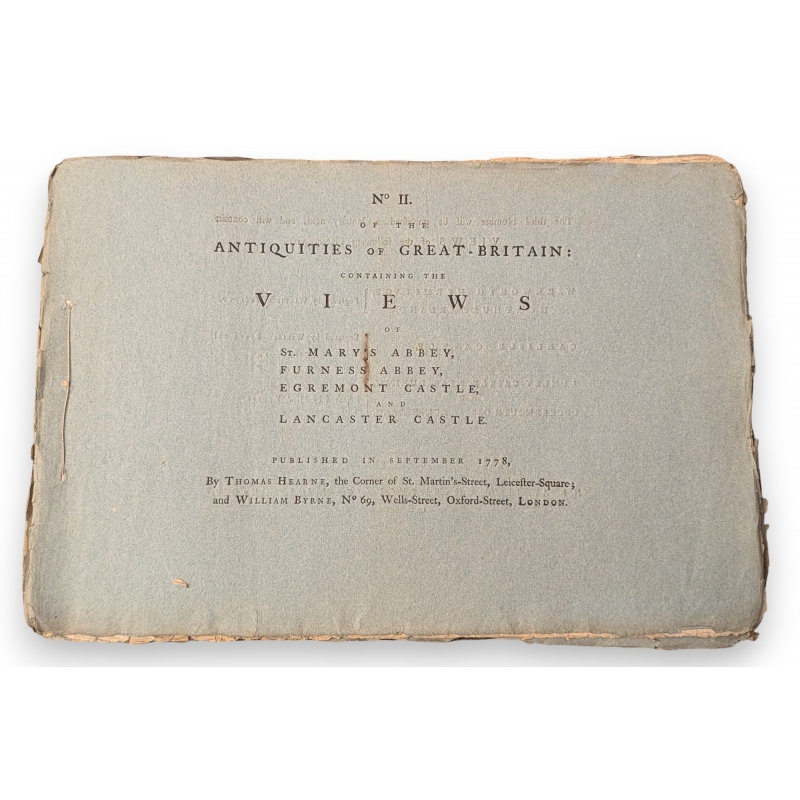 Nº II.
OF THE
ANTIQUITIES OF GREAT-BRITAIN:
CONTAINING THE
VIEWS
OF
St. MARY'S ABBEY,
FURNESS ABBEY,
EGREMONT CASTLE,
AND
LANCASTER CASTLE.
PUBLISHED IN SEPTEMBER 1778,
By THOMAS HEARNE, the Corner of St. Martin's-Street, Leiceſter-Square;
and WILLIAM BYRNE, Nº 69, Wells-Street, Oxford-Street, LONDON.